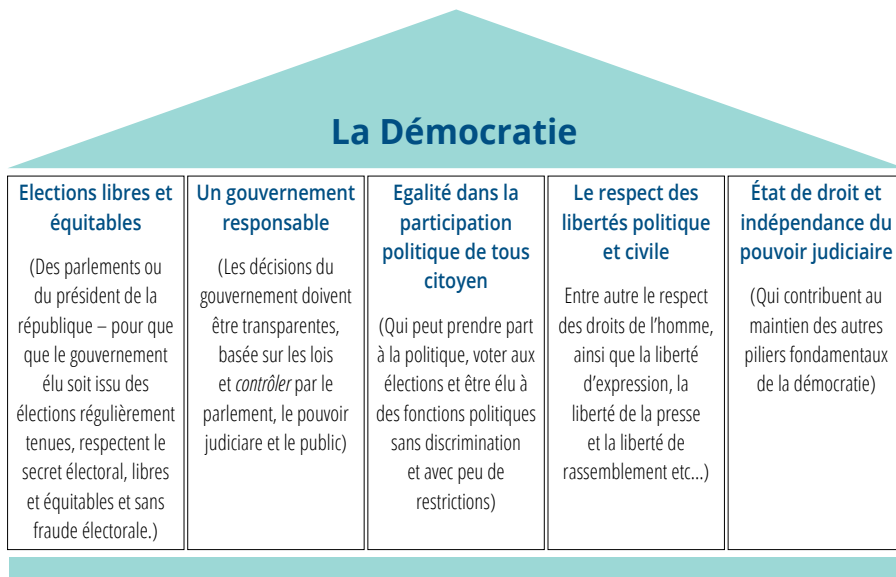 La Démocratie
Elections libres et
équitables
(Des parlements ou
du président de la
république – pour que
que le gouvernement
élu soit issu des
élections régulièrement
tenues, respectent le
secret électoral, libres
et équitables et sans
fraude électorale.)
Un gouvernement
responsable
(Les décisions du
gouvernement doivent
être transparentes,
basée sur les lois
et contrôler par le
parlement, le pouvoir
judiciare et le public)
Egalité dans la
participation
politique de tous
citoyen
(Qui peut prendre part
à la politique, voter aux
élections et être élu à
des fonctions politiques
sans discrimination
et avec peu de
restrictions)
Le respect des
libertés politique
et civile
Entre autre le respect
des droits de l’homme,
ainsi que la liberté
d’expression, la
liberté de la presse
et la liberté de
rassemblement etc...)
État de droit et
indépendance du
pouvoir judiciaire
(Qui contribuent au
maintien des autres
piliers fondamentaux
de la démocratie)